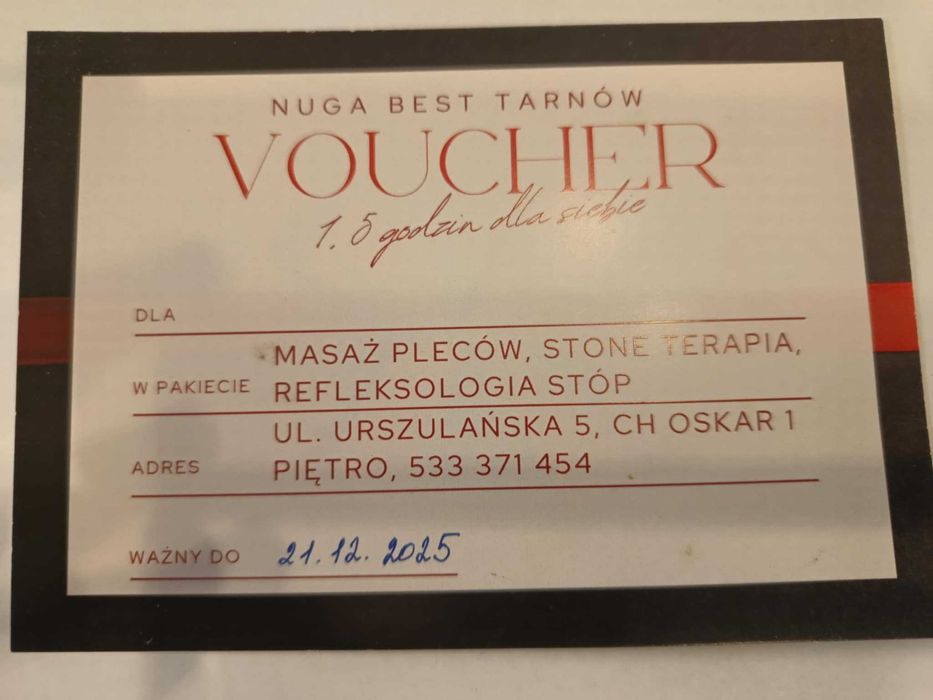 NUGA BEST TARNÓW
VOUCHER
1,5 godzin dla siebie
DLA
MASAŻ PLECÓW, STONE TERAPIA,
W PAKIECIE REFLEKSOLOGIA STÓP
UL. URSZULAŃSKA 5, CH OSKAR 1
ADRES PIĘTRO, 533 371 454
WAŻNY DO 21.12.2025